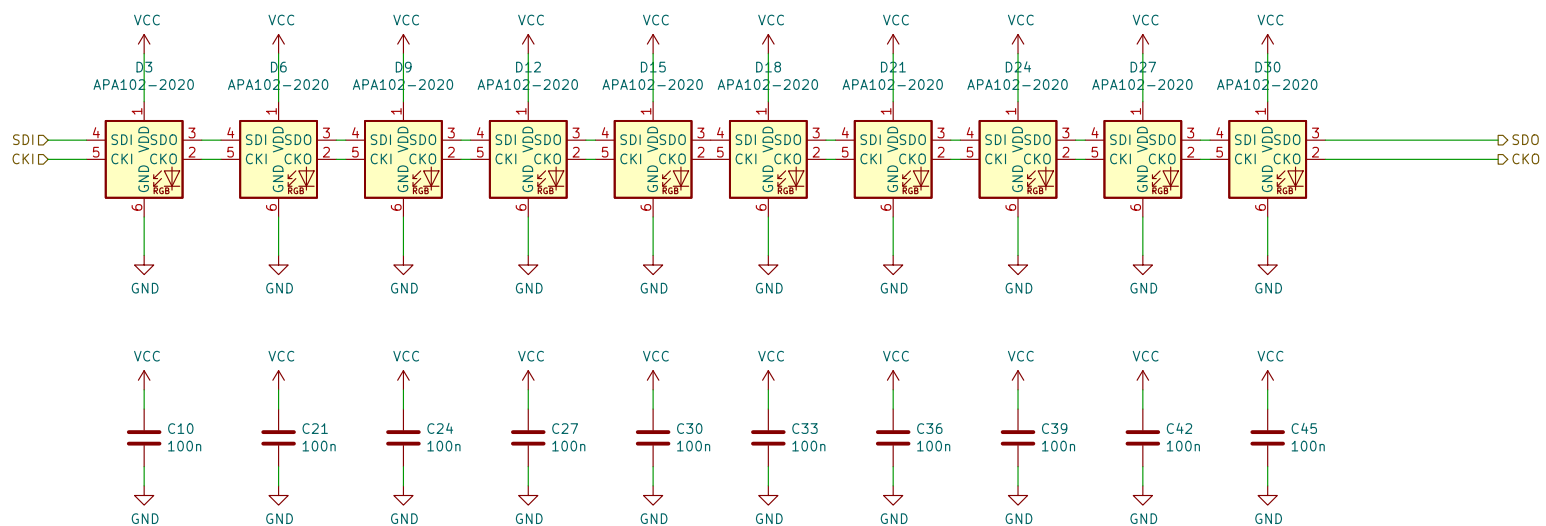 VCC VCC VCC VCC VCC VCC VCC VCC VCC VCC
D3 D6 D9 D12 D15 D18 D21 D24 D27 D30
APA102-2020 APA102-2020 APA102-2020 APA102-2020 APA102-2020 APA102-2020 APA102-2020 APA102-2020 APA102-2020 APA102-2020
1 1 1 1 1 1 1 1 1 1
SDI 4 SDI VDD SDO 3 4 SDI VDD SDO 3 4 SDI VDD SDO 3 4 SDI VDD SDO 3 4 SDI VDD SDO 3 4 SDI VDD SDO 3 4 SDI VDD SDO 3 4 SDI VDD SDO 3 4 SDI VDD SDO 3 4 SDI VDD SDO 3 SDO
CKI 5 CKI CKO 2 5 CKI CKO 2 5 CKI CKO 2 5 CKI CKO 2 5 CKI CKO 2 5 CKI CKO 2 5 CKI CKO 2 5 CKI CKO 2 5 CKI CKO 2 5 CKI CKO 2 CKO
GND RGB GND RGB GND RGB GND RGB GND RGB GND RGB GND RGB GND RGB GND RGB GND RGB
6 6 6 6 6 6 6 6 6 6
GND GND GND GND GND GND GND GND GND GND
VCC VCC VCC VCC VCC VCC VCC VCC VCC VCC
C10 C21 C24 C27 C30 C33 C36 C39 C42 C45
100n 100n 100n 100n 100n 100n 100n 100n 100n 100n
GND GND GND GND GND GND GND GND GND GND